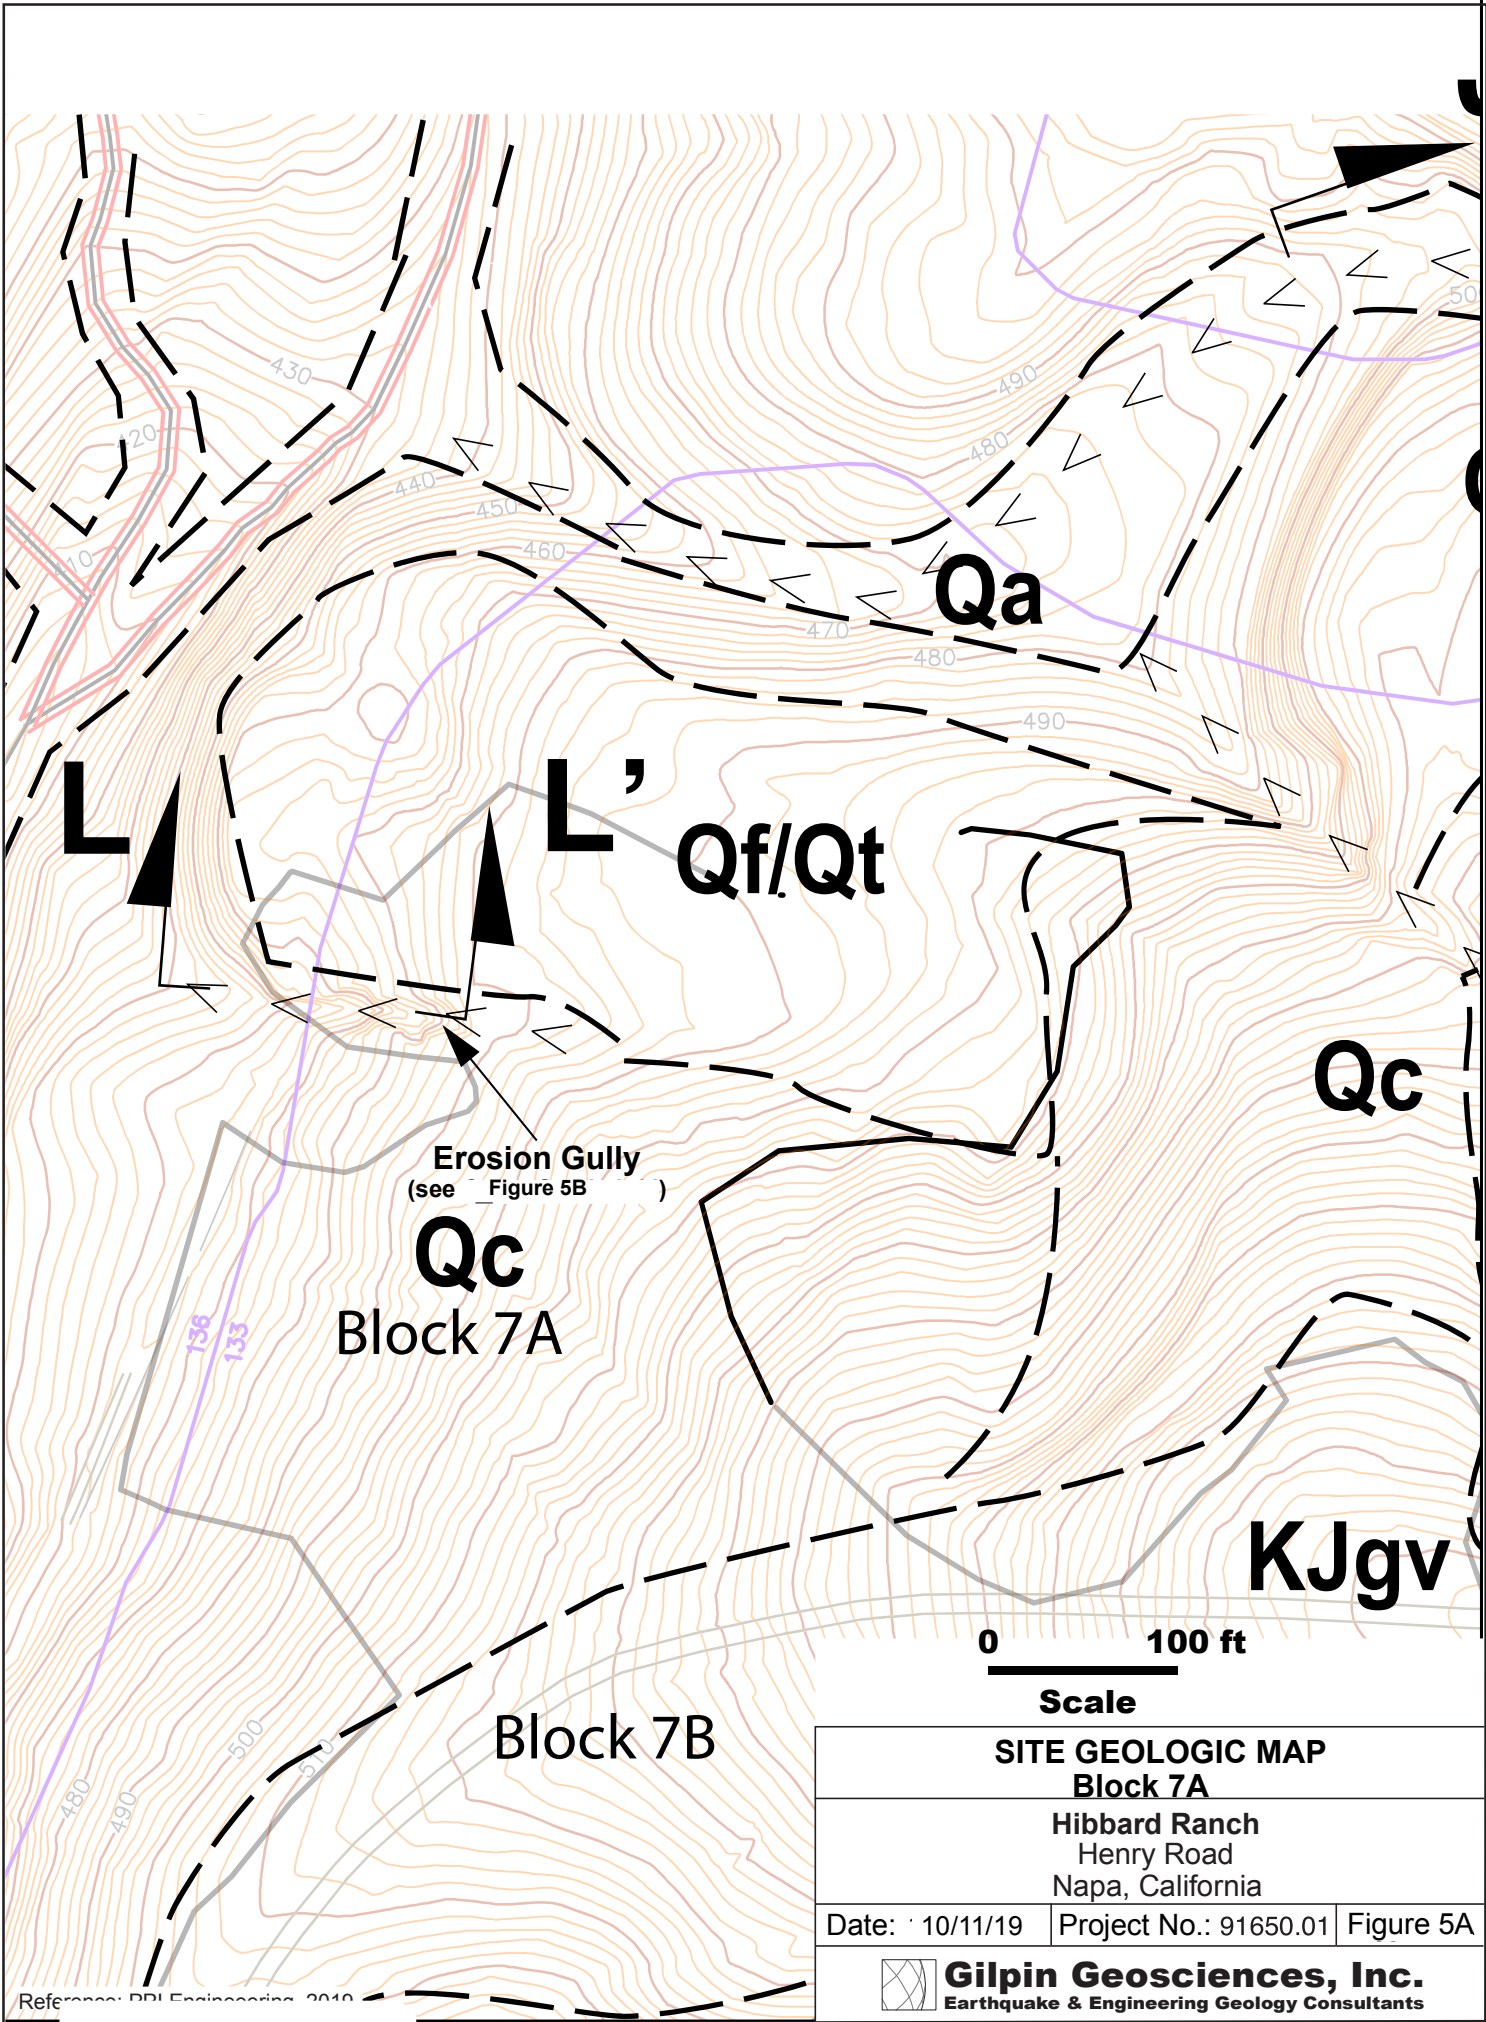 430
420
410
440
450
460
470
480
490
480
490
Qa
L
L’
Qf/Qt
Qc
Erosion Gully
(see Figure 5B )
Qc
Block 7A
136
133
KJgv
0 100 ft
Scale
Block 7B
500
510
480
490
SITE GEOLOGIC MAP
Block 7A
Hibbard Ranch
Henry Road
Napa, California
Date: 10/11/19
Project No.: 91650.01
Figure 5A
Gilpin Geosciences, Inc.
Earthquake & Engineering Geology Consultants